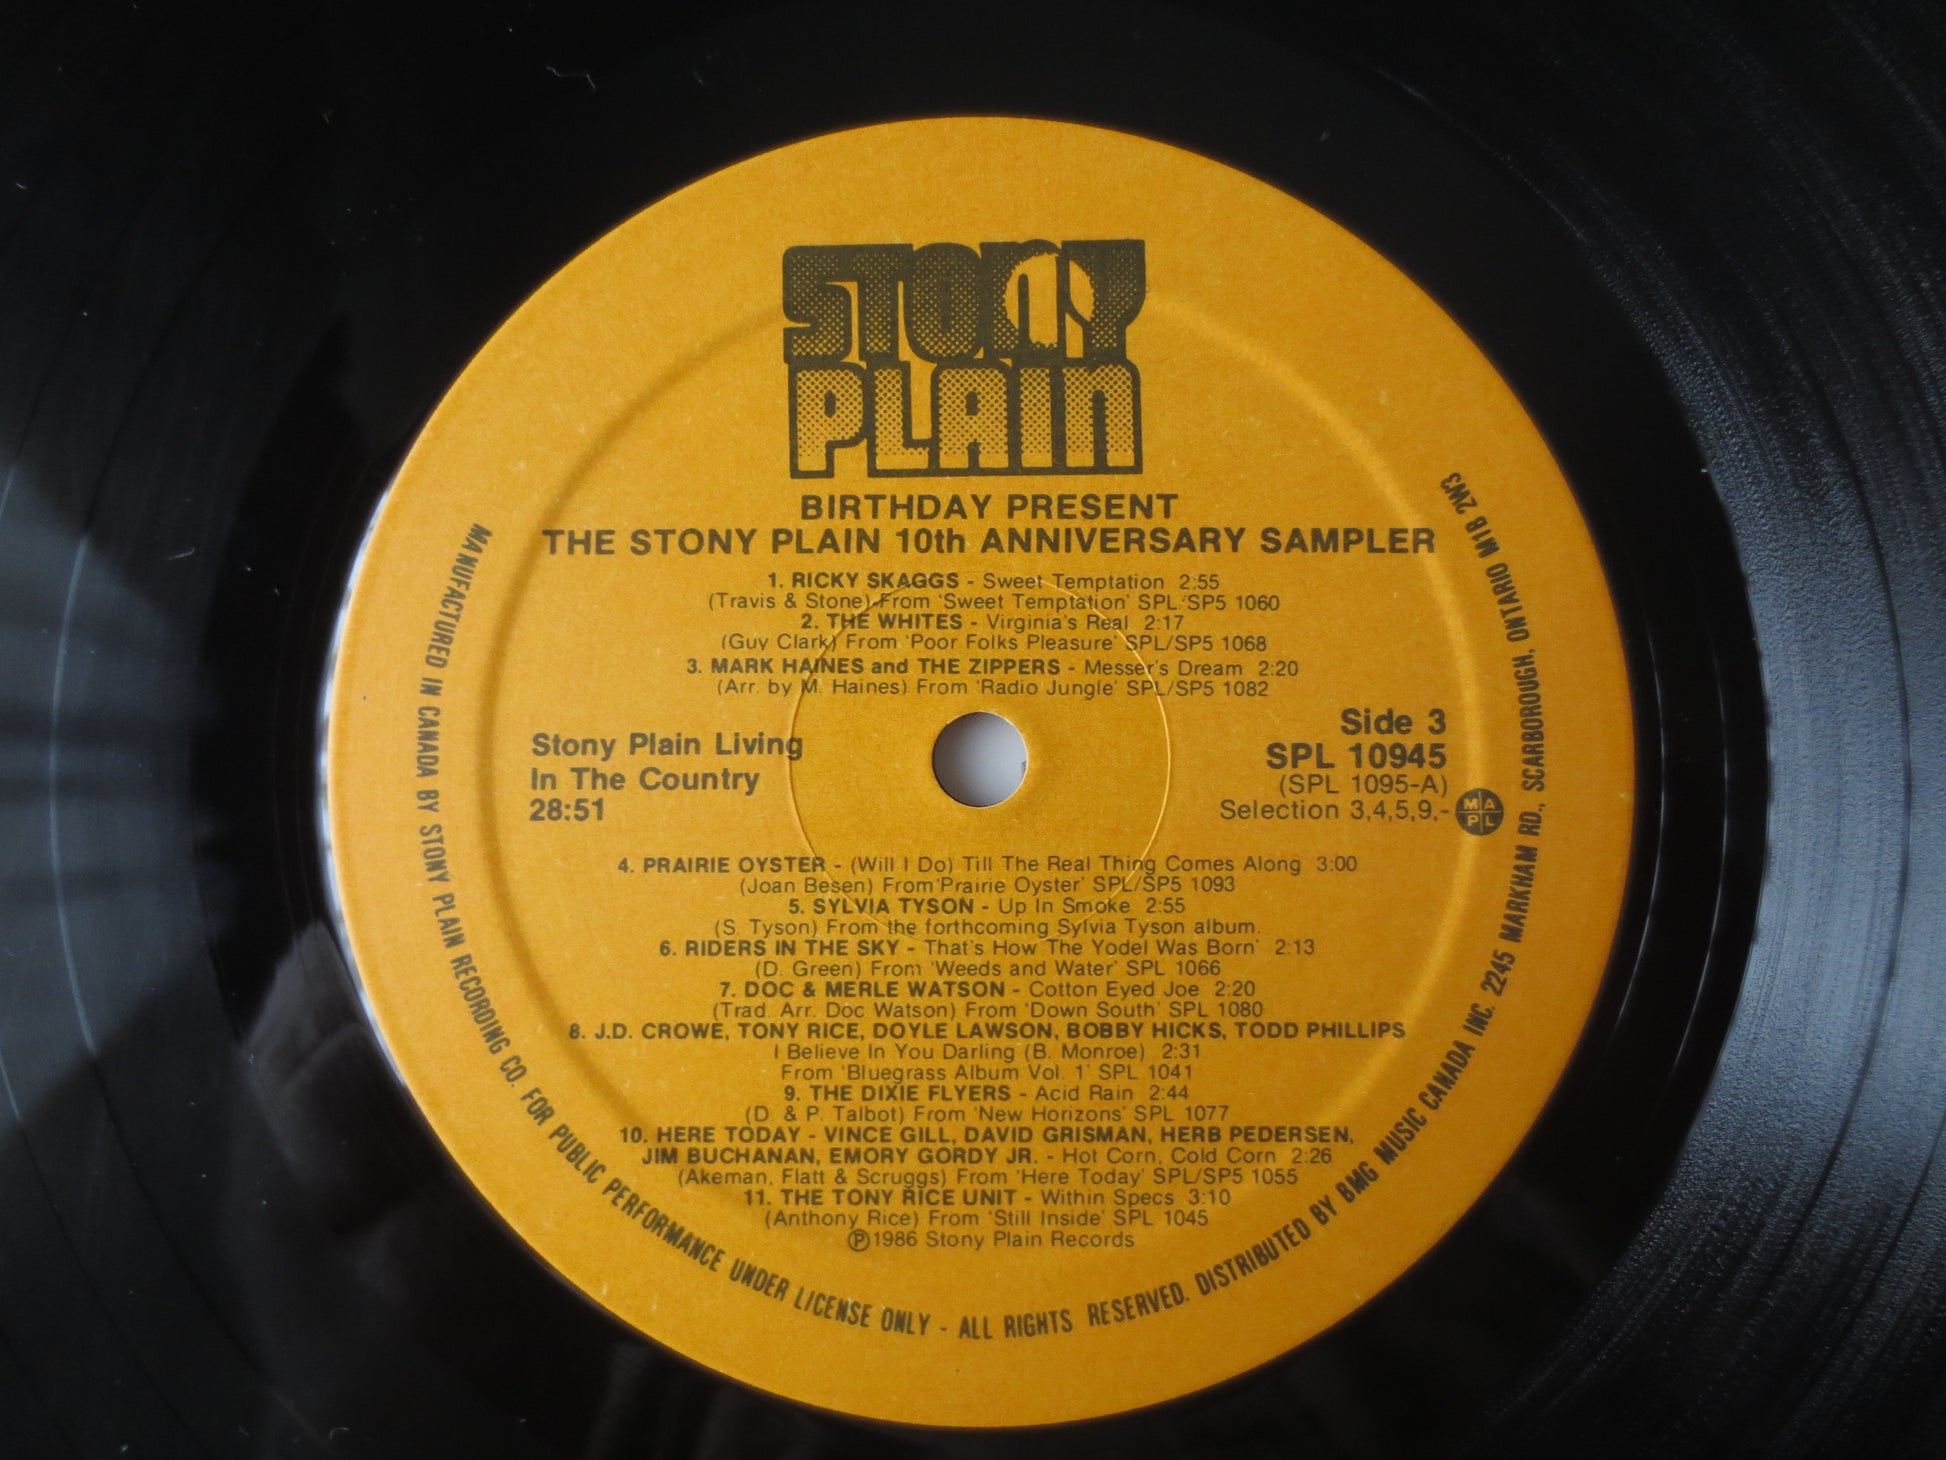 STONY
PLAIN
BIRTHDAY PRESENT
THE STONY PLAIN 10th ANNIVERSARY SAMPLER
1. RICKY SKAGGS - Sweet Temptation 2:55
(Travis & Stone)-From 'Sweet Temptation' SPL/SP5 1060
2. THE WHITES - Virginia's Real 2:17
(Guy Clark) From 'Poor Folks Pleasure' SPL/SP5 1068
3. MARK HAINES and THE ZIPPERS - Messer's Dream 2:20
(Arr. by M. Haines) From 'Radio Jungle' SPL/SP5 1082
Stony Plain Living
In The Country
28:51
Side 3
SPL 10945
(SPL 1095-A)
Selection 3,4,5,9,-
MA
PL
4. PRAIRIE OYSTER - (Will I Do) Till The Real Thing Comes Along 3:00
(Joan Besen) From'Prairie Oyster' SPL/SP5 1093
5. SYLVIA TYSON - Up In Smoke 2:55
(S. Tyson) From the forthcoming Sylvia Tyson album.
6. RIDERS IN THE SKY - That's How The Yodel Was Born' 2:13
(D. Green) From 'Weeds and Water' SPL 1066
7. DOC & MERLE WATSON - Cotton Eyed Joe 2:20
(Trad. Arr. Doc Watson) From 'Down South' SPL 1080
8. J.D. CROWE, TONY RICE, DOYLE LAWSON, BOBBY HICKS, TODD PHILLIPS
I Believe In You Darling (B. Monroe) 2:31
From 'Bluegrass Album Vol. 1' SPL 1041
9. THE DIXIE FLYERS - Acid Rain 2:44
(D. & P. Talbot) From 'New Horizons' SPL 1077
10. HERE TODAY - VINCE GILL, DAVID GRISMAN, HERB PEDERSEN,
JIM BUCHANAN, EMORY GORDY JR. - Hot Corn, Cold Corn 2:26
(Akeman, Flatt & Scruggs) From 'Here Today' SPL/SP5 1055
11. THE TONY RICE UNIT - Within Specs 3:10
(Anthony Rice) From 'Still Inside' SPL 1045
℗1986 Stony Plain Records
MANUFACTURED IN CANADA BY STONY PLAIN RECORDING CO. FOR PUBLIC PERFORMANCE UNDER LICENSE ONLY - ALL RIGHTS RESERVED. DISTRIBUTED BY BMG MUSIC CANADA INC. 2245 MARKHAM RD., SCARBOROUGH, ONTARIO M1B 2W3